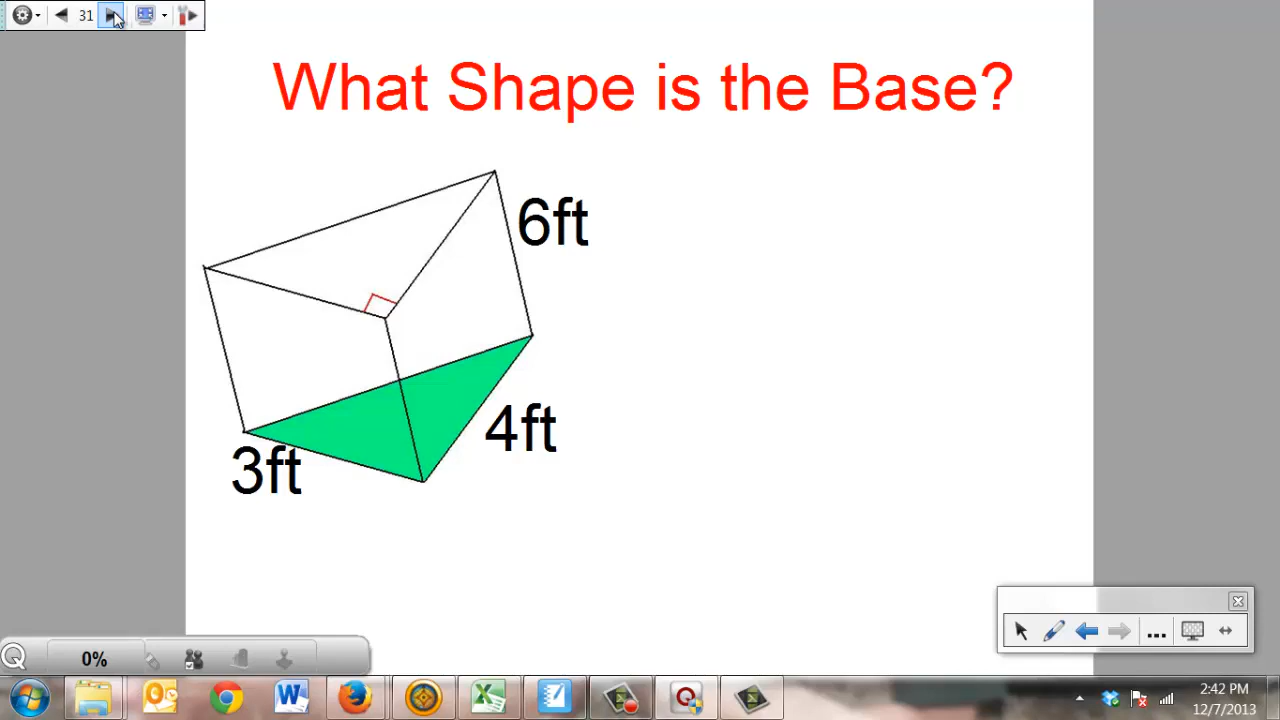 31
What Shape is the Base?
6ft
4ft
3ft
0%
...
2:42 PM
12/7/2013